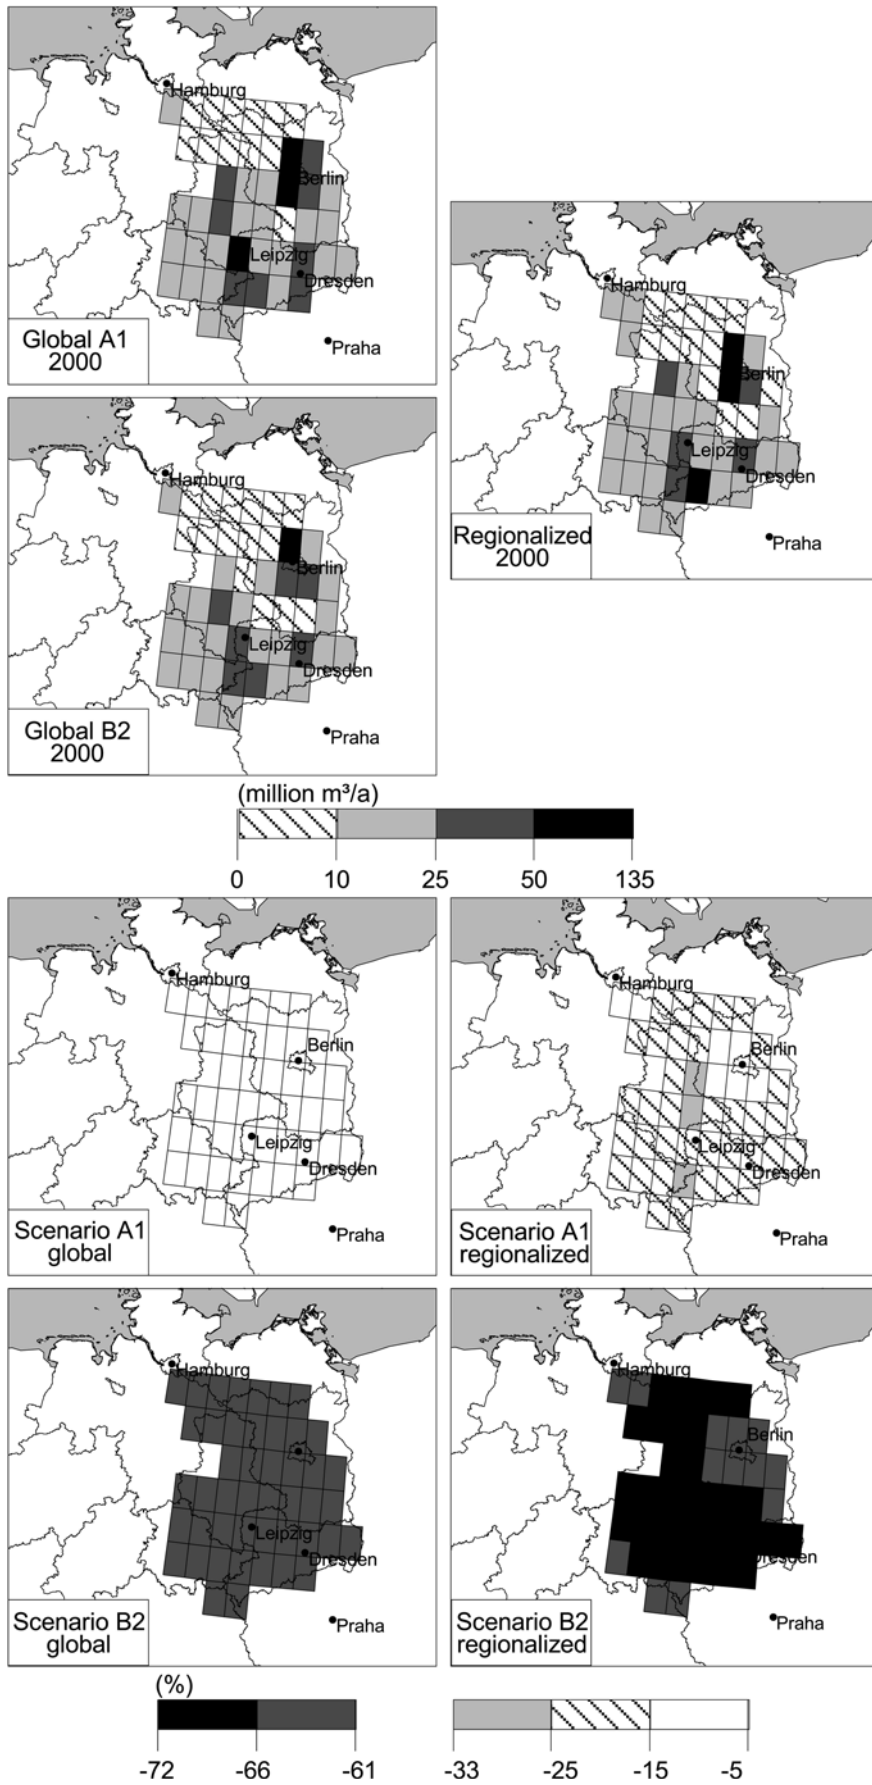 Hamburg
Berlin
Leipzig
Dresden
Praha
Global A1
2000
Hamburg
Berlin
Leipzig
Dresden
Praha
Regionalized
2000
Hamburg
Berlin
Leipzig
Dresden
Praha
Global B2
2000
(million m³/a)
0 10 25 50 135
Hamburg
Berlin
Leipzig
Dresden
Praha
Scenario A1
global
Hamburg
Berlin
Leipzig
Dresden
Praha
Scenario A1
regionalized
Hamburg
Leipzig
Dresden
Praha
Scenario B2
global
Hamburg
Berlin
Dresden
Praha
Scenario B2
regionalized
(%)
-72 -66 -61 -33 -25 -15 -5